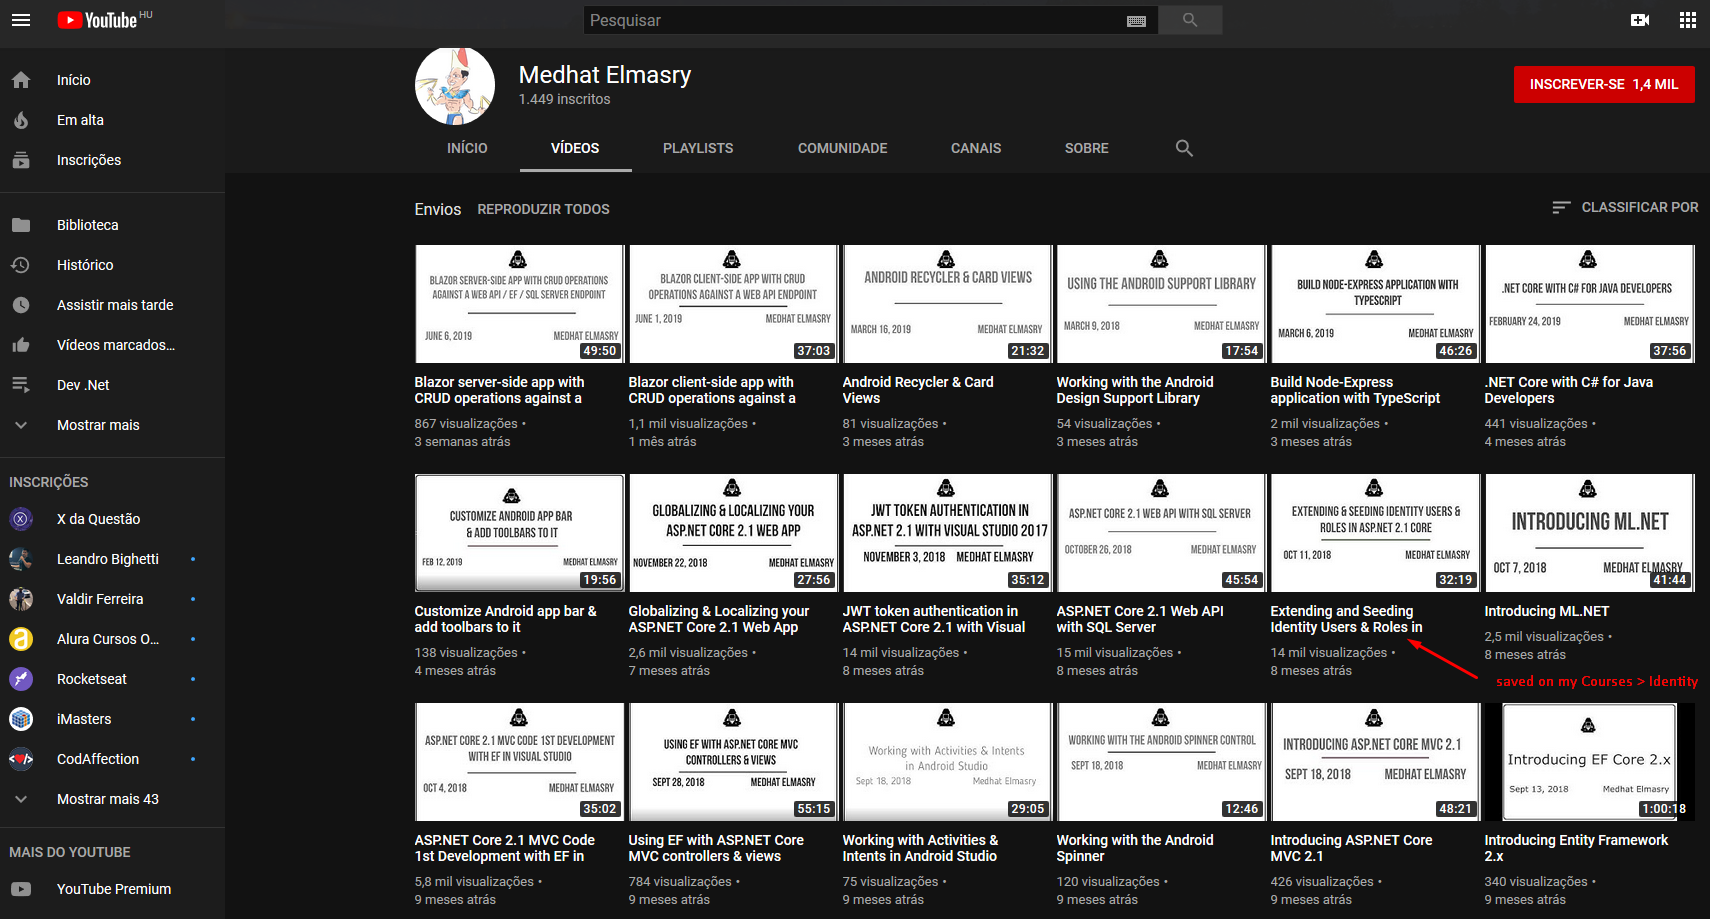 YouTube HU
Pesquisar
Início
Em alta
Inscrições
Biblioteca
Histórico
Assistir mais tarde
Vídeos marcados...
Dev .Net
Mostrar mais
INSCRIÇÕES
X da Questão
Leandro Bighetti
Valdir Ferreira
Alura Cursos O...
Rocketseat
iMasters
CodAffection
Mostrar mais 43
MAIS DO YOUTUBE
YouTube Premium
Medhat Elmasry
1.449 inscritos
INSCREVER-SE 1,4 MIL
INÍCIO VÍDEOS PLAYLISTS COMUNIDADE CANAIS SOBRE
Envios REPRODUZIR TODOS
CLASSIFICAR POR
BLAZOR SERVER-SIDE APP WITH CRUD OPERATIONS
AGAINST A WEB API / EF / SQL SERVER ENDPOINT
JUNE 6, 2019 MEDHAT ELMASRY
49:50
Blazor server-side app with
CRUD operations against a
867 visualizações •
3 semanas atrás
BLAZOR CLIENT-SIDE APP WITH CRUD
OPERATIONS AGAINST A WEB API ENDPOINT
JUNE 1, 2019 MEDHAT ELMASRY
37:03
Blazor client-side app with
CRUD operations against a
1,1 mil visualizações •
1 mês atrás
ANDROID RECYCLER & CARD VIEWS
MARCH 16, 2019 MEDHAT ELMASRY
21:32
Android Recycler & Card
Views
81 visualizações •
3 meses atrás
USING THE ANDROID SUPPORT LIBRARY
MARCH 9, 2018 MEDHAT ELMASRY
17:54
Working with the Android
Design Support Library
54 visualizações •
3 meses atrás
BUILD NODE-EXPRESS APPLICATION WITH
TYPESCRIPT
MARCH 6, 2019 MEDHAT ELMASRY
46:26
Build Node-Express
application with TypeScript
2 mil visualizações •
3 meses atrás
.NET CORE WITH C# FOR JAVA DEVELOPERS
FEBRUARY 24, 2019 MEDHAT ELMASRY
37:56
.NET Core with C# for Java
Developers
441 visualizações •
4 meses atrás
CUSTOMIZE ANDROID APP BAR
& ADD TOOLBARS TO IT
FEB 12, 2019 MEDHAT ELMASRY
19:56
Customize Android app bar &
add toolbars to it
138 visualizações •
4 meses atrás
GLOBALIZING & LOCALIZING YOUR
ASP.NET CORE 2.1 WEB APP
NOVEMBER 22, 2018 MEDHAT ELMASRY
27:56
Globalizing & Localizing your
ASP.NET Core 2.1 Web App
2,6 mil visualizações •
7 meses atrás
JWT TOKEN AUTHENTICATION IN
ASP.NET 2.1 WITH VISUAL STUDIO 2017
NOVEMBER 3, 2018 MEDHAT ELMASRY
35:12
JWT token authentication in
ASP.NET Core 2.1 with Visual
14 mil visualizações •
8 meses atrás
ASP.NET CORE 2.1 WEB API WITH SQL SERVER
OCTOBER 26, 2018 MEDHAT ELMASRY
45:54
ASP.NET Core 2.1 Web API
with SQL Server
15 mil visualizações •
8 meses atrás
EXTENDING & SEEDING IDENTITY USERS &
ROLES IN ASP.NET 2.1 CORE
OCT 11, 2018 MEDHAT ELMASRY
32:19
Extending and Seeding
Identity Users & Roles in
14 mil visualizações •
8 meses atrás
INTRODUCING ML.NET
OCT 7, 2018 MEDHAT ELMASRY
41:44
Introducing ML.NET
2,5 mil visualizações •
8 meses atrás
saved on my Courses > Identity
ASP.NET CORE 2.1 MVC CODE 1ST DEVELOPMENT
WITH EF IN VISUAL STUDIO
OCT 4, 2018 MEDHAT ELMASRY
35:02
ASP.NET Core 2.1 MVC Code
1st Development with EF in
5,8 mil visualizações •
9 meses atrás
USING EF WITH ASP.NET CORE MVC
CONTROLLERS & VIEWS
SEPT 28, 2018 MEDHAT ELMASRY
55:15
Using EF with ASP.NET Core
MVC controllers & views
784 visualizações •
9 meses atrás
Working with Activities & Intents
in Android Studio
Sept 18, 2018 Medhat Elmasry
29:05
Working with Activities &
Intents in Android Studio
75 visualizações •
9 meses atrás
WORKING WITH THE ANDROID SPINNER CONTROL
SEPT 18, 2018 MEDHAT ELMASRY
12:46
Working with the Android
Spinner
120 visualizações •
9 meses atrás
INTRODUCING ASP.NET CORE MVC 2.1
SEPT 18, 2018 MEDHAT ELMASRY
48:21
Introducing ASP.NET Core
MVC 2.1
426 visualizações •
9 meses atrás
Introducing EF Core 2.x
Sept 13, 2018 Medhat Elmasry
1:00:18
Introducing Entity Framework
2.x
340 visualizações •
9 meses atrás